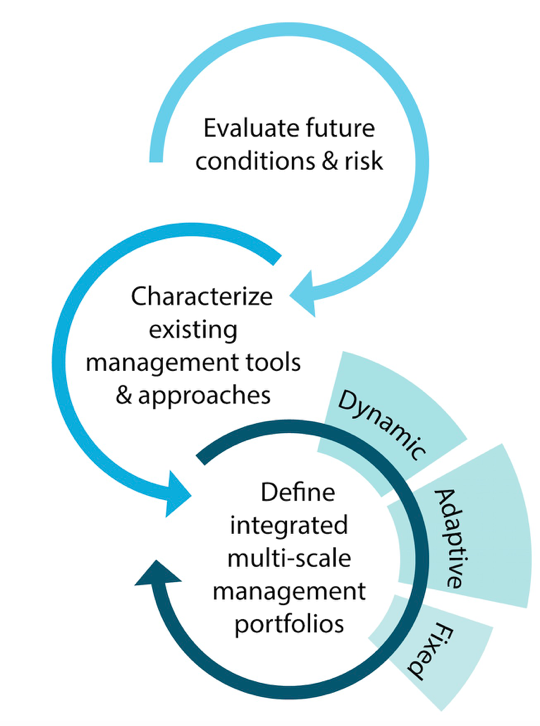 Evaluate future
conditions & risk
Characterize
existing
management tools
& approaches
Define
integrated
multi-scale
management
portfolios
Dynamic
Adaptive
Fixed